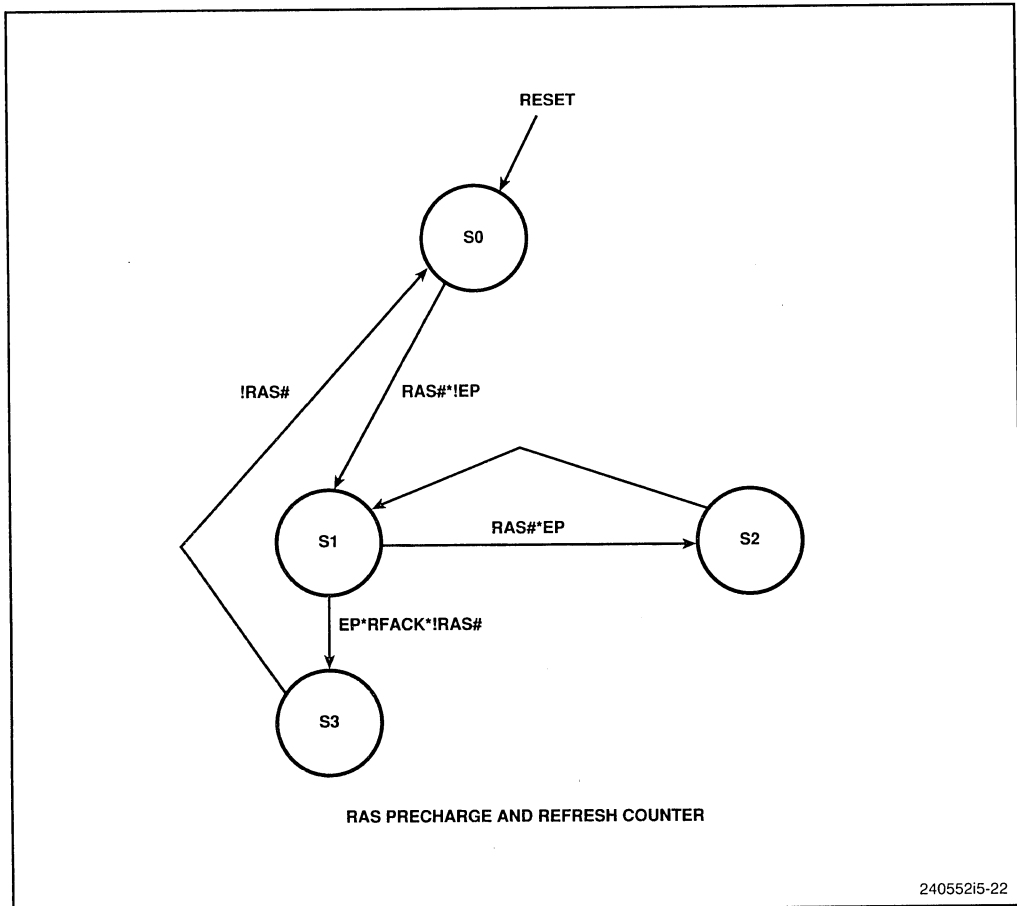 RESET
S0
!RAS#
RAS#*!EP
S1
RAS#*EP
S2
EP*RFACK*!RAS#
S3
RAS PRECHARGE AND REFRESH COUNTER
240552i5-22